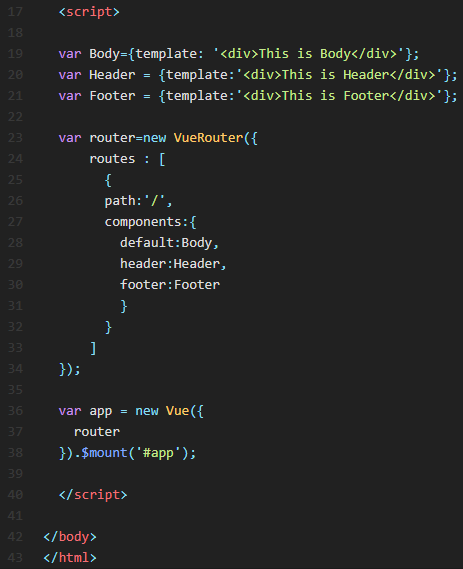 17 <script>
18
19 var Body={template: '<div>This is Body</div>'};
20 var Header = {template:'<div>This is Header</div>'};
21 var Footer = {template:'<div>This is Footer</div>'};
22
23 var router=new VueRouter({
24 routes : [
25 {
26 path:'/',
27 components:{
28 default:Body,
29 header:Header,
30 footer:Footer
31 }
32 }
33 ]
34 });
35
36 var app = new Vue({
37 router
38 }).$mount('#app');
39
40 </script>
41
42 </body>
43 </html>